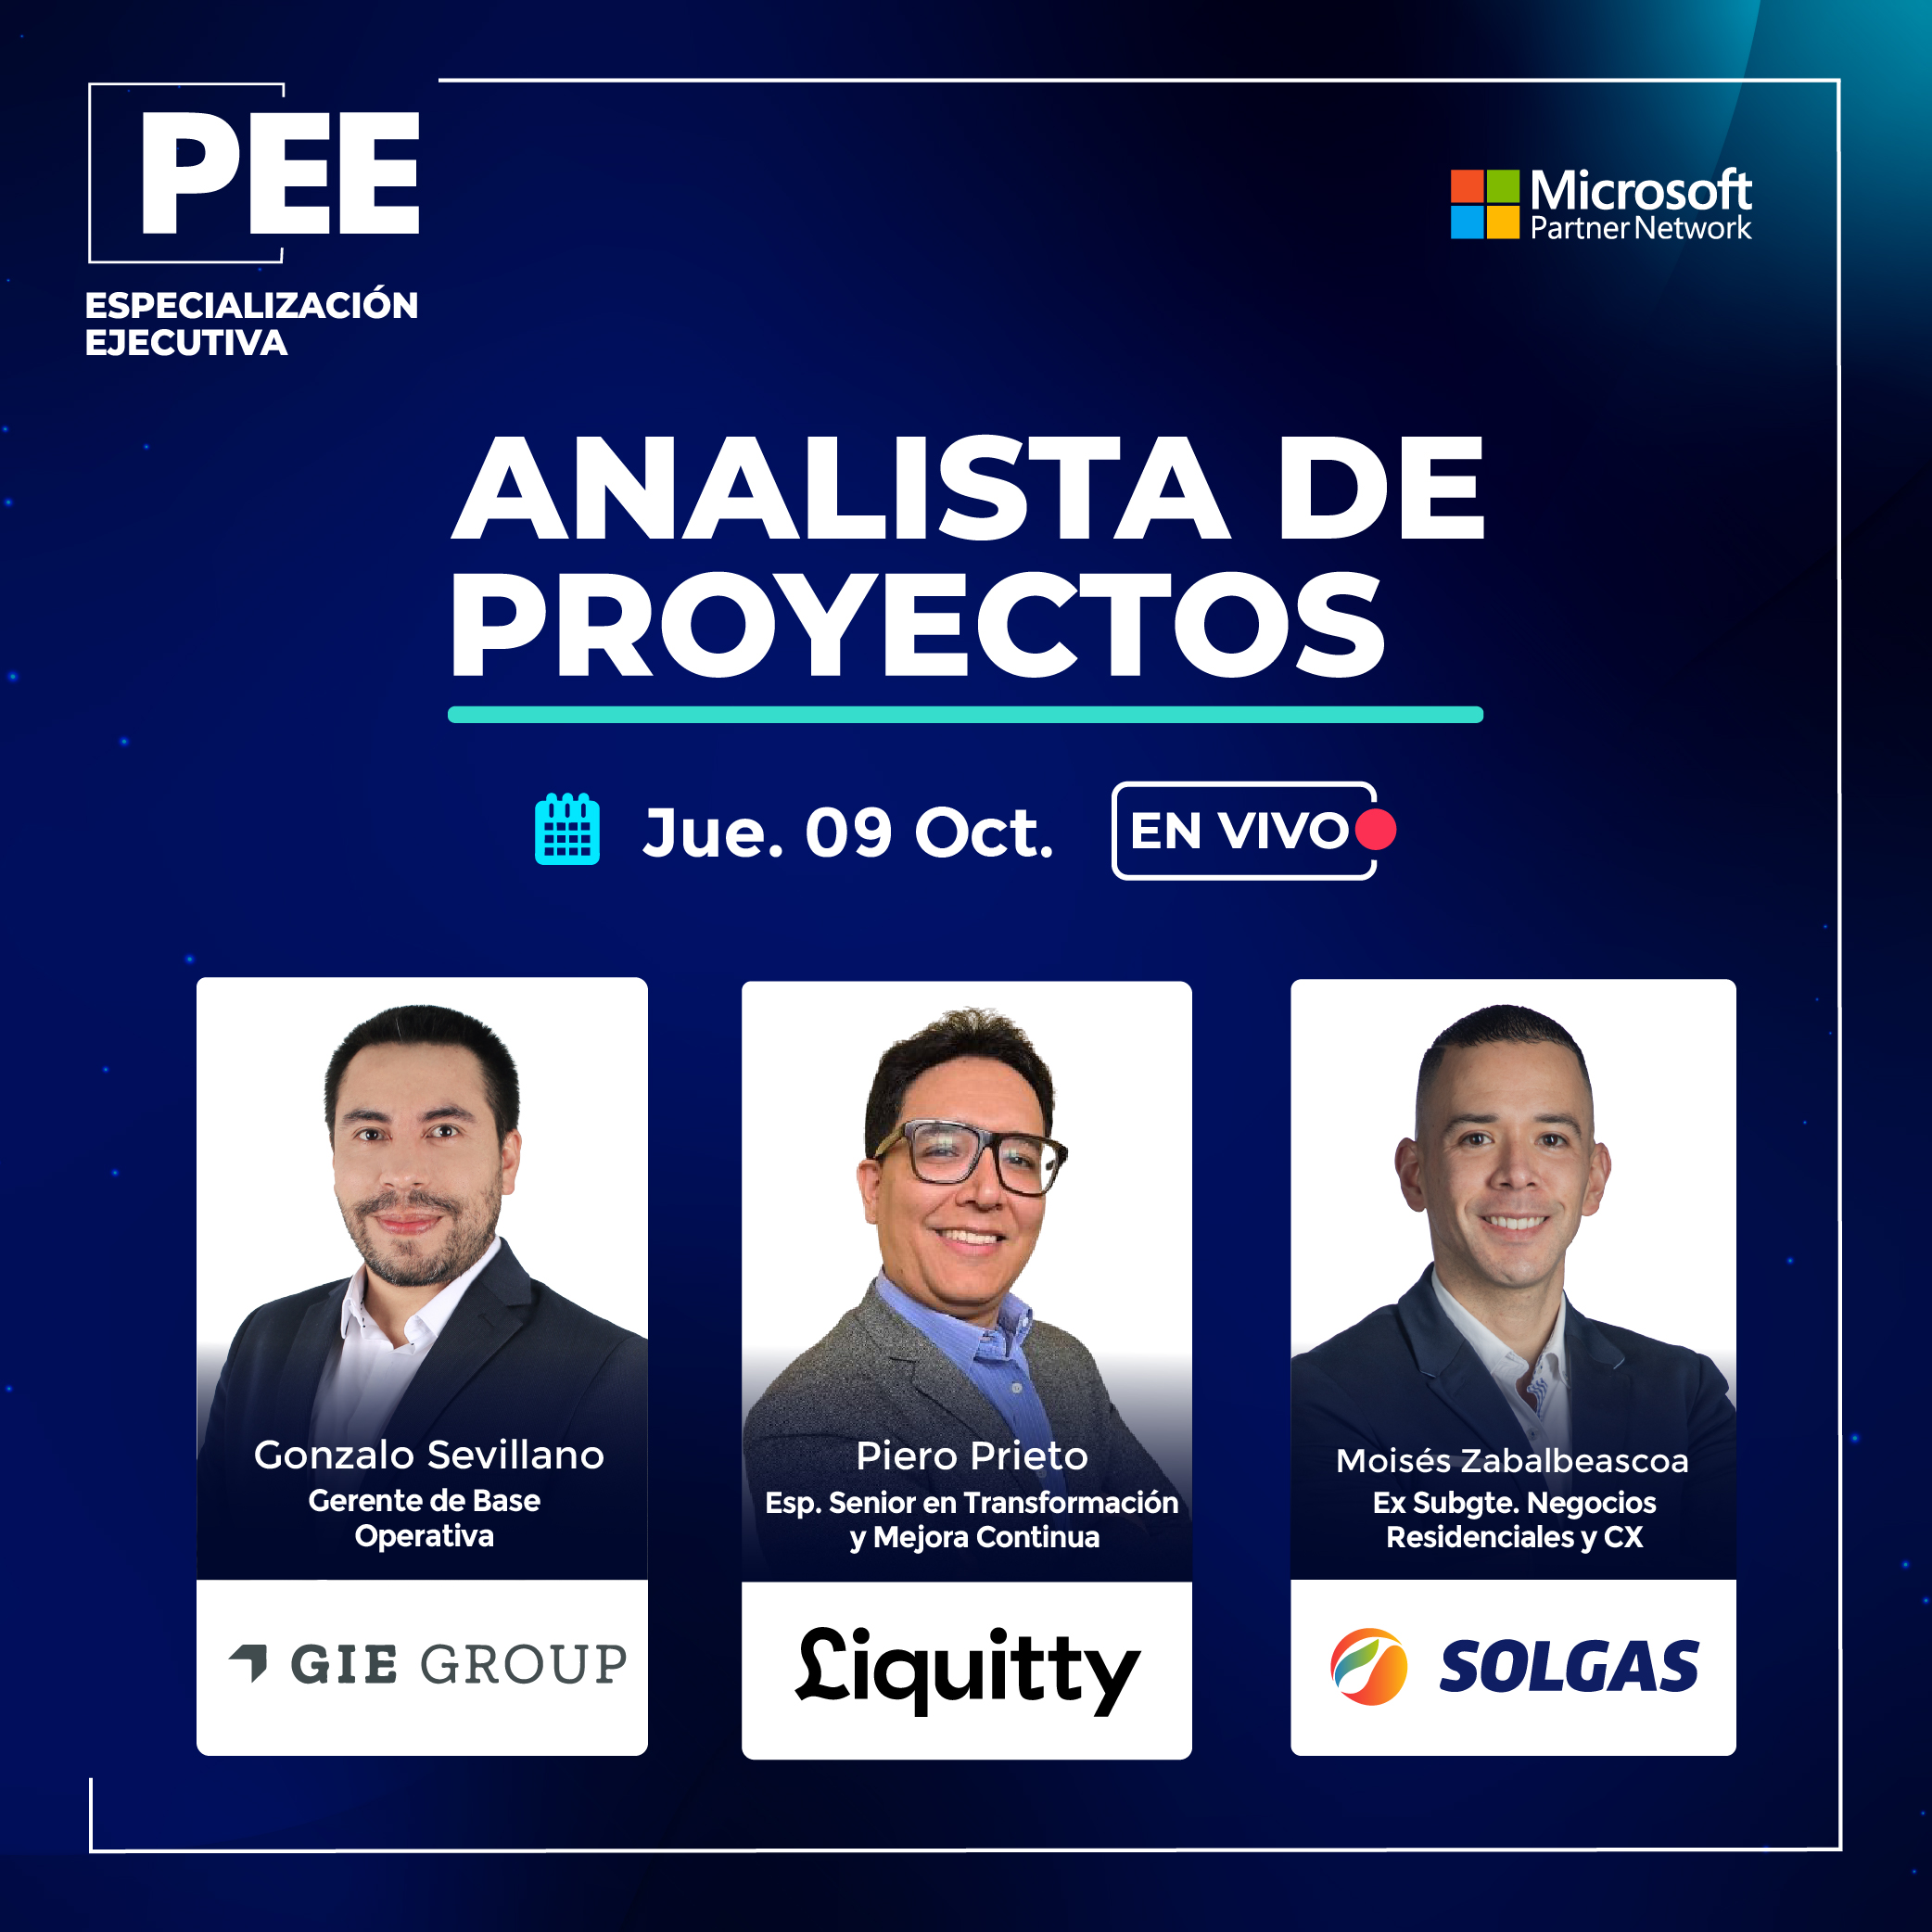 PEE
ESPECIALIZACIÓN
EJECUTIVA
Microsoft
Partner Network
ANALISTA DE
PROYECTOS
Jue. 09 Oct.
EN VIVO
Gonzalo Sevillano
Gerente de Base
Operativa
GIE GROUP
Piero Prieto
Esp. Senior en Transformación
y Mejora Continua
£iquitty
Moisés Zabalbeascoa
Ex Subgte. Negocios
Residenciales y CX
SOLGAS